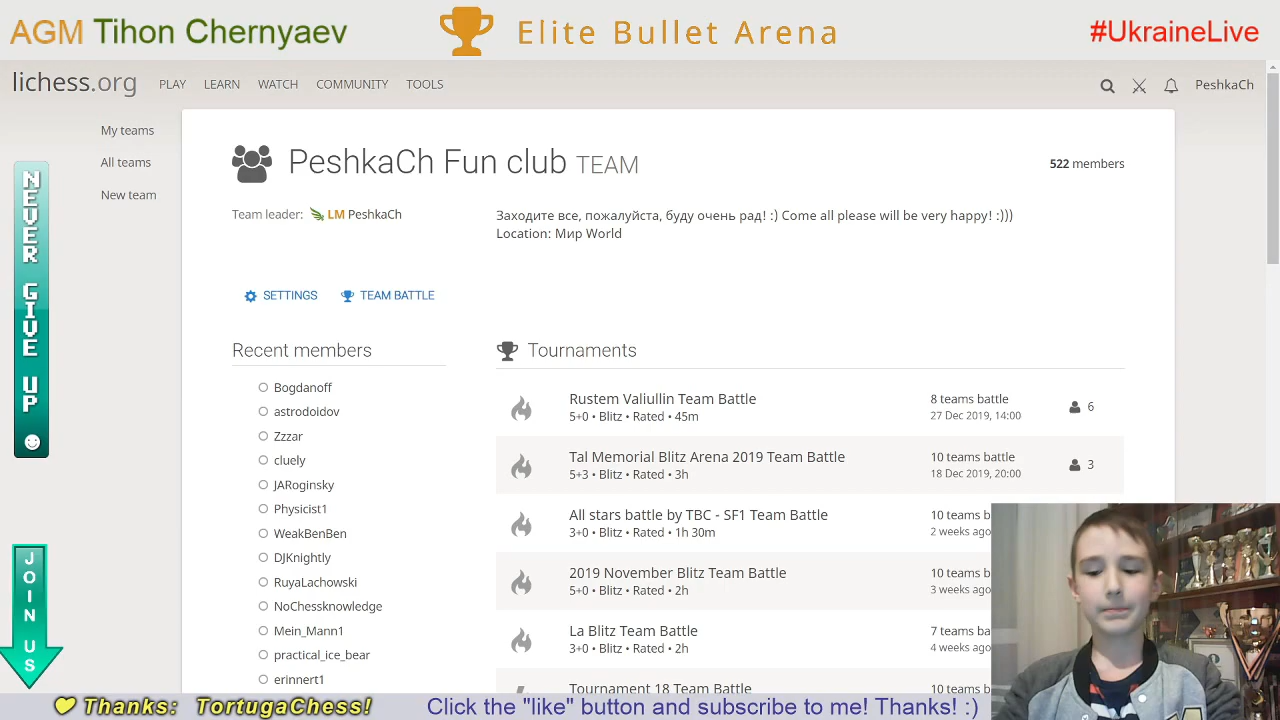 AGM Tihon Chernyaev
Elite Bullet Arena
#UkraineLive
lichess.org PLAY LEARN WATCH COMMUNITY TOOLS PeshkaCh
My teams
All teams
New team
NEVER GIVE UP
JOIN US
PeshkaCh Fun club TEAM
522 members
Team leader: LM PeshkaCh
Заходите все, пожалуйста, буду очень рад! :) Come all please will be very happy! :)))
Location: Мир World
SETTINGS TEAM BATTLE
Recent members
Bogdanoff
astrodoidov
Zzzar
cluely
JARoginsky
Physicist1
WeakBenBen
DJKnightly
RuyaLachowski
NoChessknowledge
Mein_Mann1
practical_ice_bear
erinnert1
Tournaments
Rustem Valiullin Team Battle 8 teams battle
5+0 • Blitz • Rated • 45m 27 Dec 2019, 14:00 6
Tal Memorial Blitz Arena 2019 Team Battle 10 teams battle
5+3 • Blitz • Rated • 3h 18 Dec 2019, 20:00 3
All stars battle by TBC - SF1 Team Battle 10 teams b
3+0 • Blitz • Rated • 1h 30m 2 weeks ago
2019 November Blitz Team Battle 10 teams b
5+0 • Blitz • Rated • 2h 3 weeks ago
La Blitz Team Battle 7 teams ba
3+0 • Blitz • Rated • 2h 4 weeks ago
Tournament 18 Team Battle 10 teams b
Thanks: TortugaChess!
Click the "like" button and subscribe to me! Thanks! :)